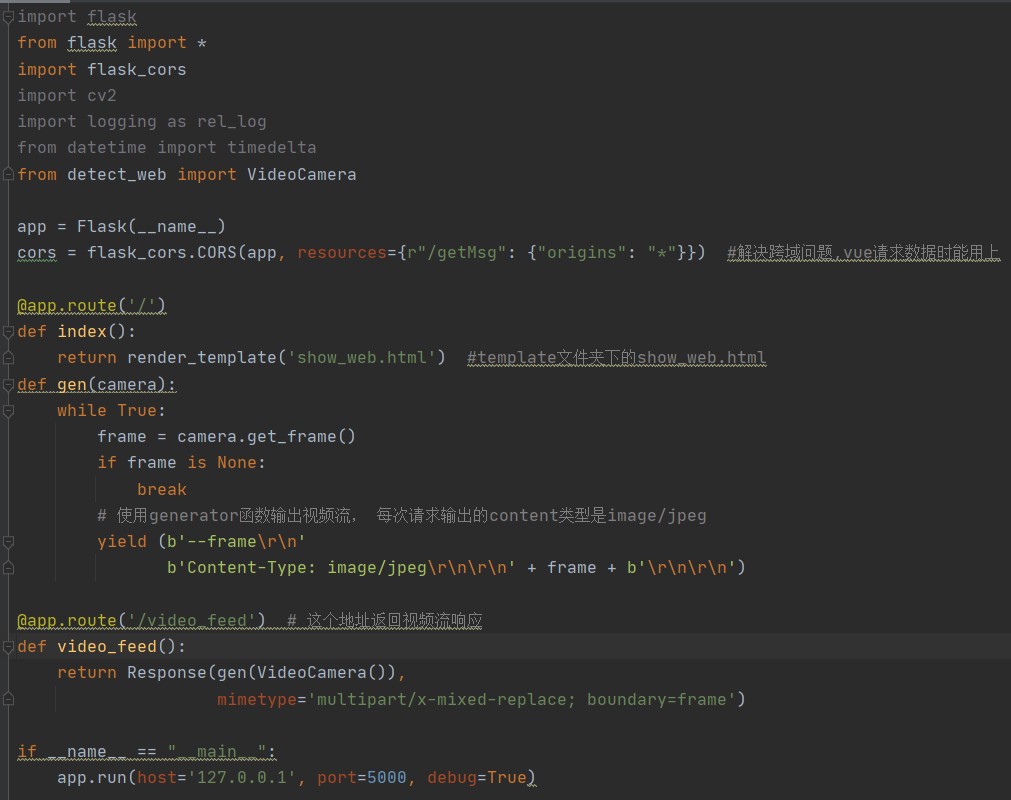 import flask
from flask import *
import flask_cors
import cv2
import logging as rel_log
from datetime import timedelta
from detect_web import VideoCamera

app = Flask(__name__)
cors = flask_cors.CORS(app, resources={r"/getMsg": {"origins": "*"}})  #解决跨域问题,vue请求数据时能用上

@app.route('/')
def index():
    return render_template('show_web.html')  #template文件夹下的show_web.html
def gen(camera):
    while True:
        frame = camera.get_frame()
        if frame is None:
            break
        # 使用generator函数输出视频流， 每次请求输出的content类型是image/jpeg
        yield (b'--frame\r\n'
               b'Content-Type: image/jpeg\r\n\r\n' + frame + b'\r\n\r\n')

@app.route('/video_feed')  # 这个地址返回视频流响应
def video_feed():
    return Response(gen(VideoCamera()),
                    mimetype='multipart/x-mixed-replace; boundary=frame')

if __name__ == "__main__":
    app.run(host='127.0.0.1', port=5000, debug=True)